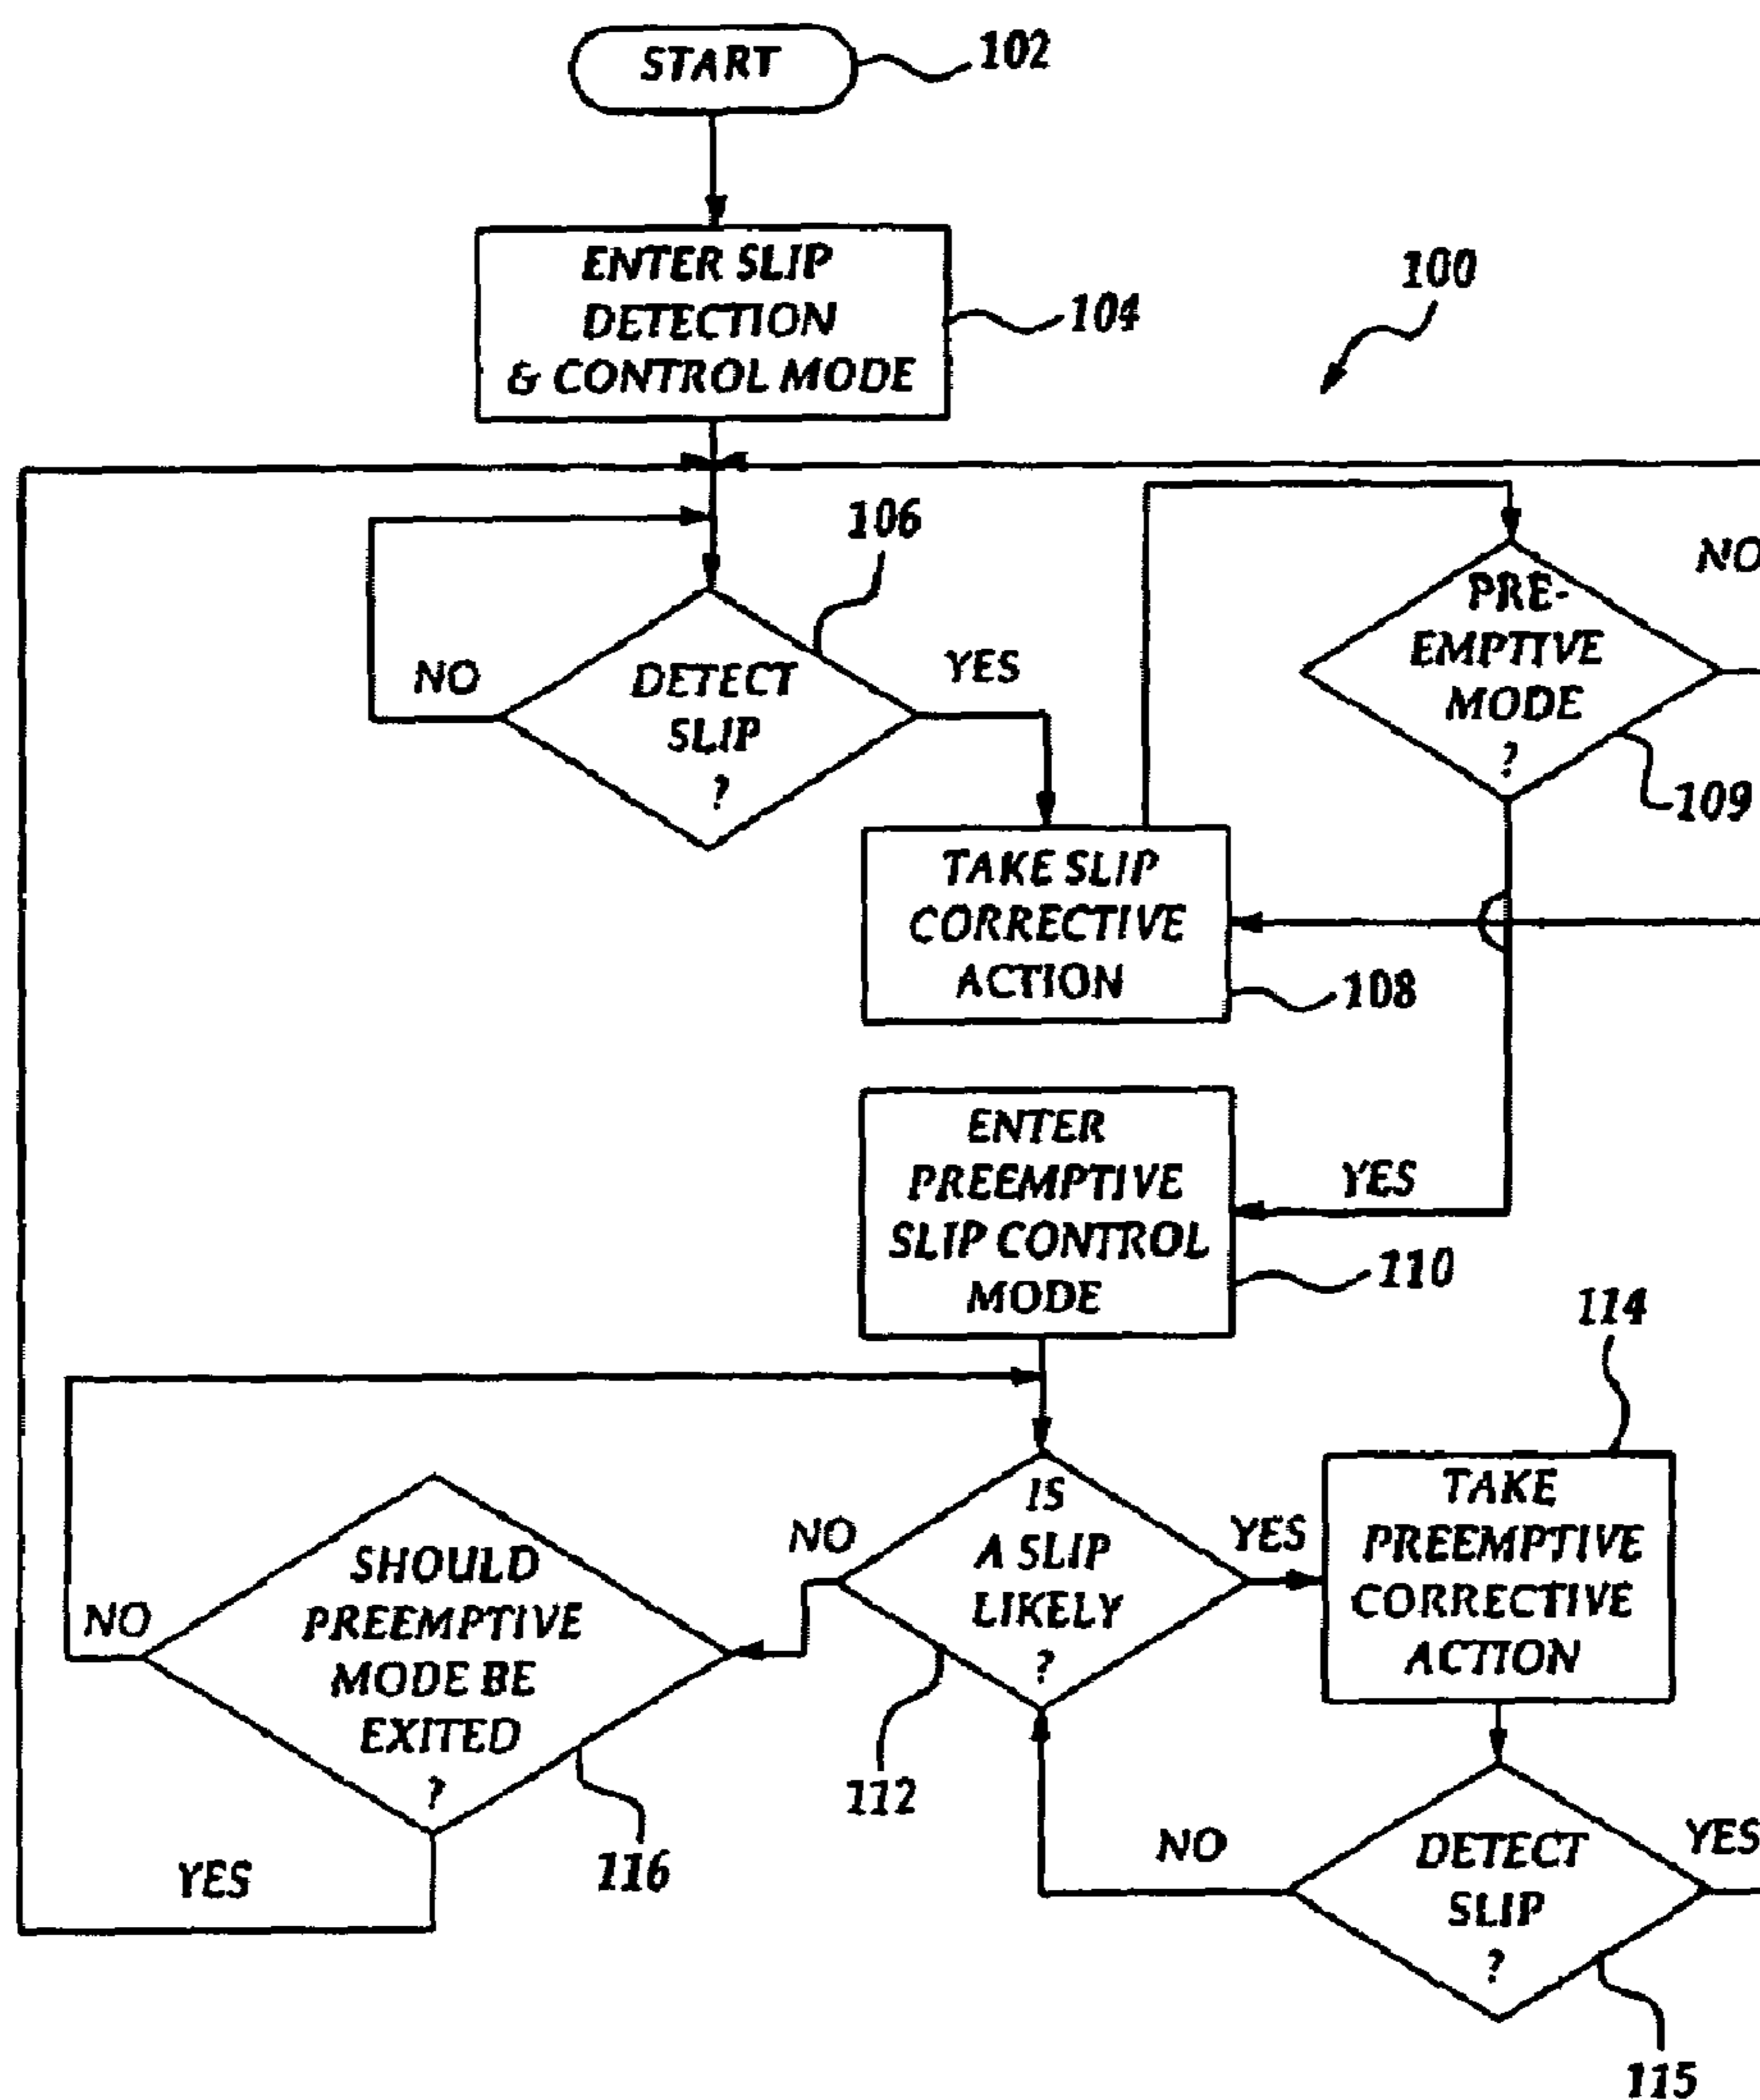 START
102
ENTER SLIP
DETECTION
& CONTROL MODE
104
100
106
NO
DETECT
SLIP
?
YES
PRE-
EMPTIVE
MODE
?
NO
109
TAKE SLIP
CORRECTIVE
ACTION
108
ENTER
PREEMPTIVE
SLIP CONTROL
MODE
YES
110
114
IS
A SLIP
LIKELY
?
NO
YES
112
TAKE
PREEMPTIVE
CORRECTIVE
ACTION
SHOULD
PREEMPTIVE
MODE BE
EXITED
?
NO
YES
116
DETECT
SLIP
?
NO
YES
115